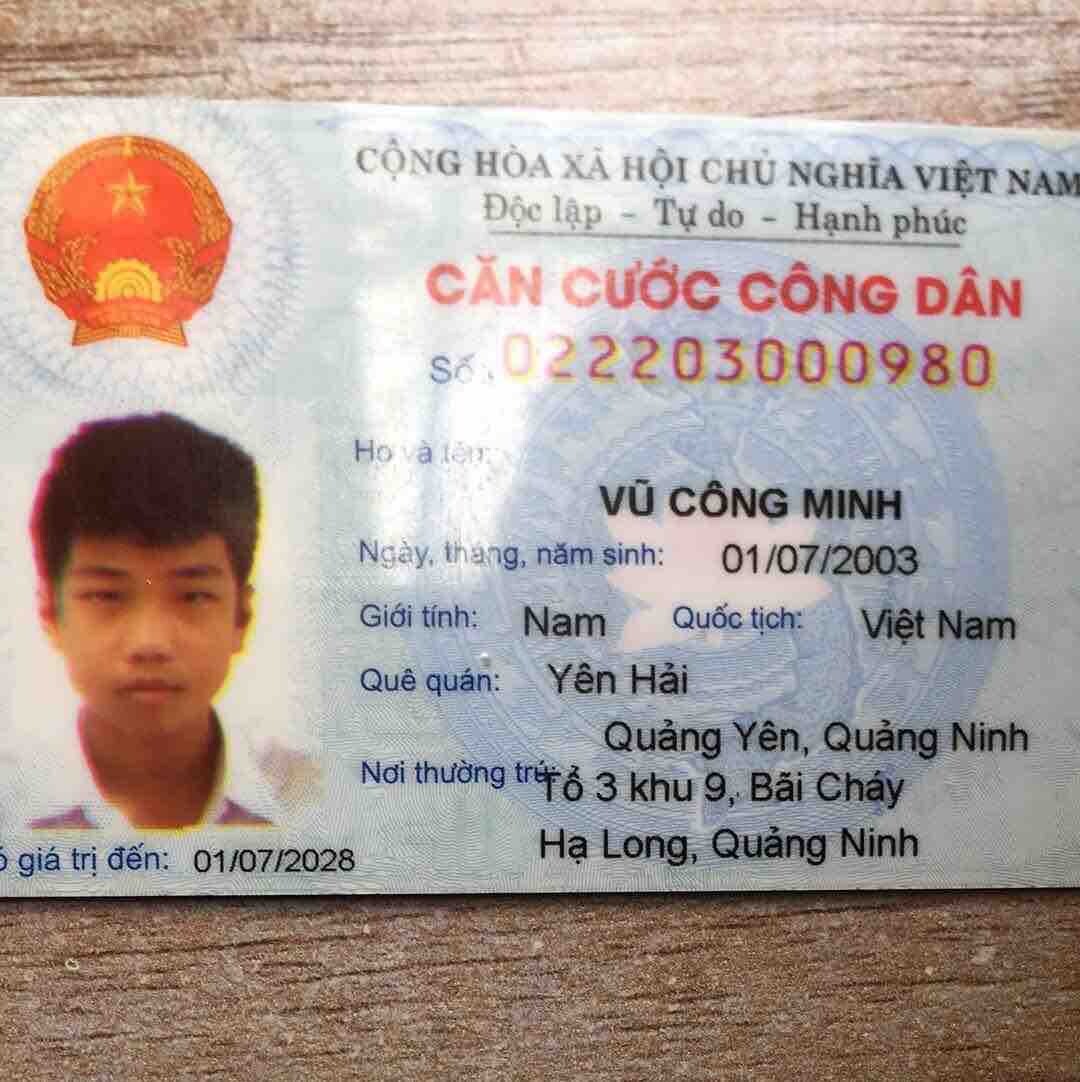 CỘNG HÒA XÃ HỘI CHỦ NGHĨA VIỆT NAM
Độc lập - Tự do - Hạnh phúc
CĂN CƯỚC CÔNG DÂN
Số: 022203000980
Họ và tên:
VŨ CÔNG MINH
Ngày, tháng, năm sinh: 01/07/2003
Giới tính: Nam Quốc tịch: Việt Nam
Quê quán: Yên Hải
Quảng Yên, Quảng Ninh
Nơi thường trú: Tổ 3 khu 9, Bãi Cháy
Hạ Long, Quảng Ninh
ó giá trị đến: 01/07/2028